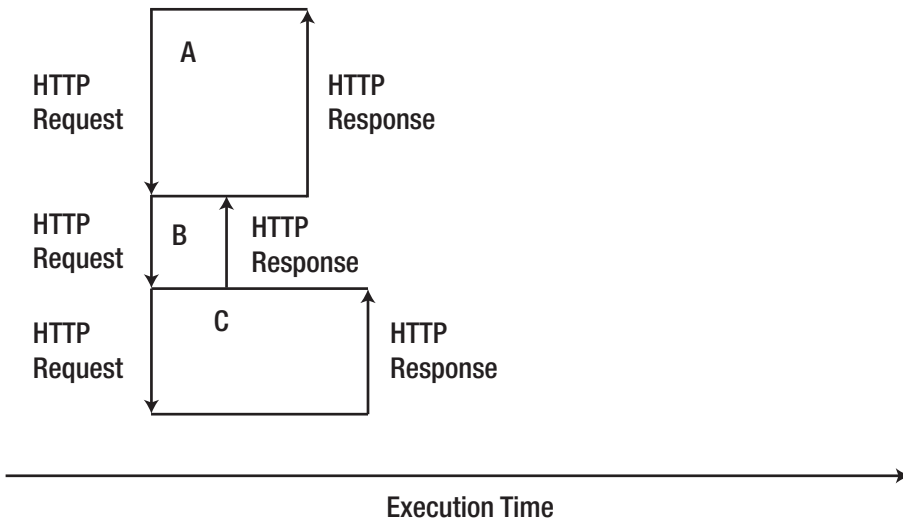 A
HTTP
Request
HTTP
Response
HTTP
Request
B
HTTP
Response
C
HTTP
Request
HTTP
Response
Execution Time